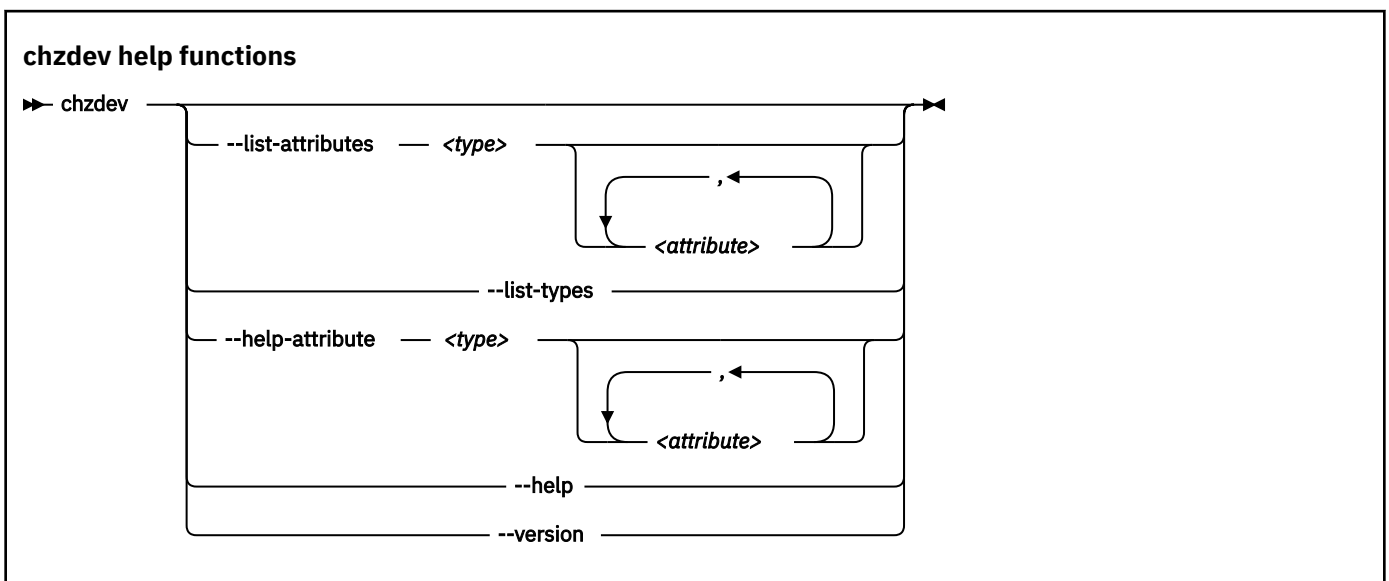 chzdev help functions
chzdev
--list-attributes <type>
,
<attribute>
--list-types
--help-attribute <type>
,
<attribute>
--help
--version